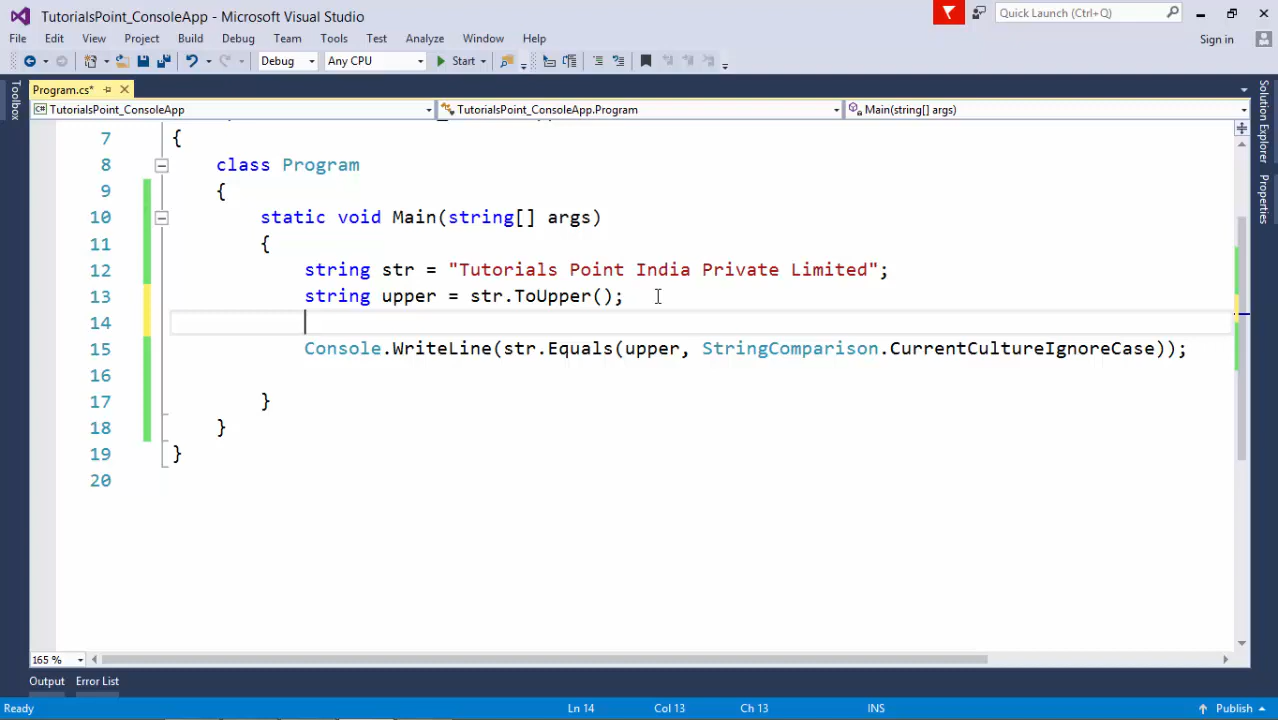 TutorialsPoint_ConsoleApp - Microsoft Visual Studio
Quick Launch (Ctrl+Q)
File Edit View Project Build Debug Team Tools Test Analyze Window Help
Sign in
Debug Any CPU Start
Toolbox
Program.cs*
TutorialsPoint_ConsoleApp TutorialsPoint_ConsoleApp.Program Main(string[] args)
Solution Explorer
Properties
7 {
8 class Program
9 {
10 static void Main(string[] args)
11 {
12 string str = "Tutorials Point India Private Limited";
13 string upper = str.ToUpper();
14
15 Console.WriteLine(str.Equals(upper, StringComparison.CurrentCultureIgnoreCase));
16
17 }
18 }
19 }
20
165 %
Output Error List
Ready Ln 14 Col 13 Ch 13 INS Publish